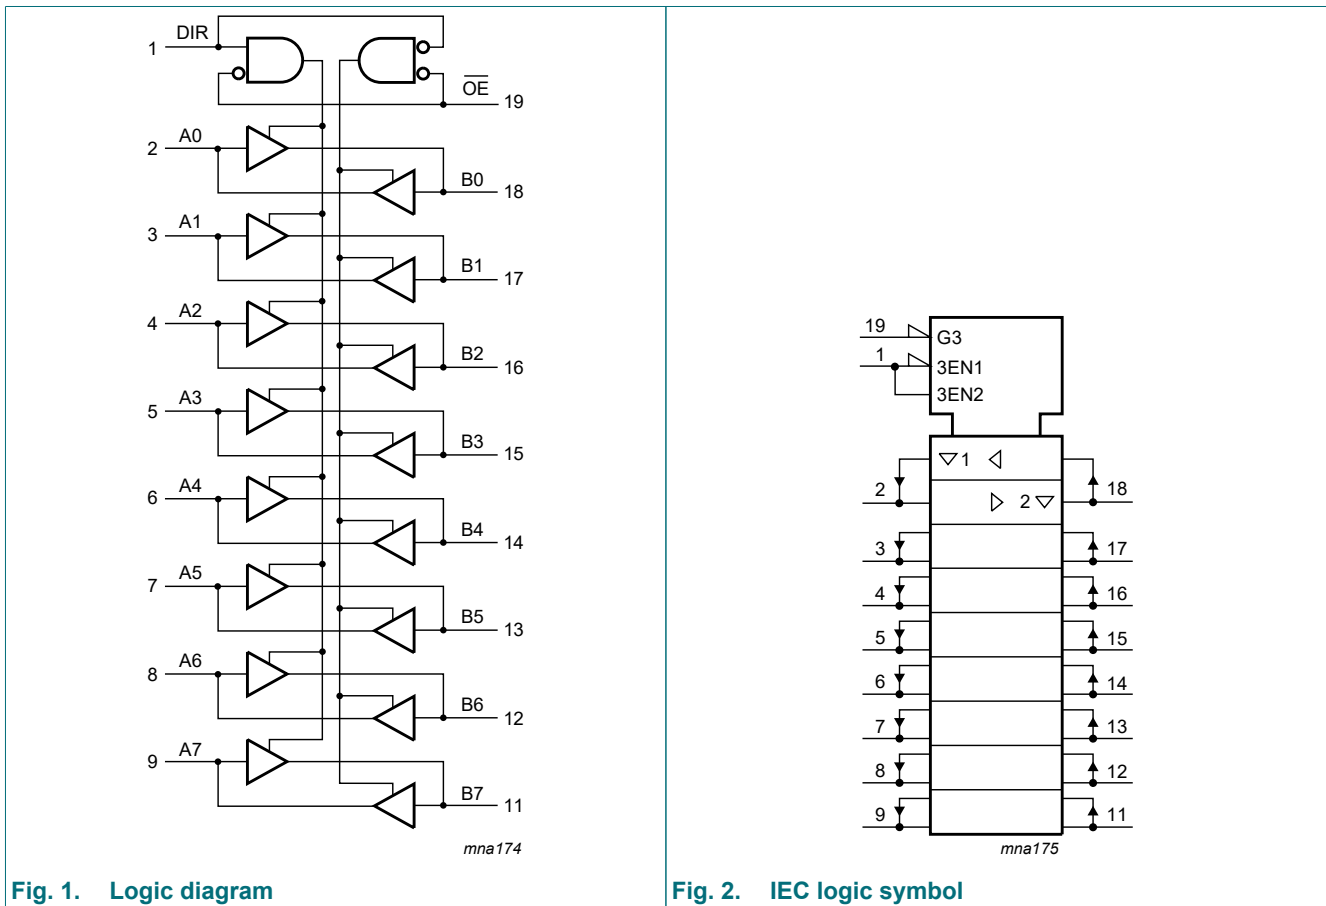 DIR
1
OE
19
A0
2
B0
18
A1
3
B1
17
A2
4
B2
16
A3
5
B3
15
A4
6
B4
14
A5
7
B5
13
A6
8
B6
12
A7
9
B7
11
mna174
Fig. 1. Logic diagram
19
G3
1
3EN1
3EN2
1
2
18
2
3
17
4
16
5
15
6
14
7
13
8
12
9
11
mna175
Fig. 2. IEC logic symbol